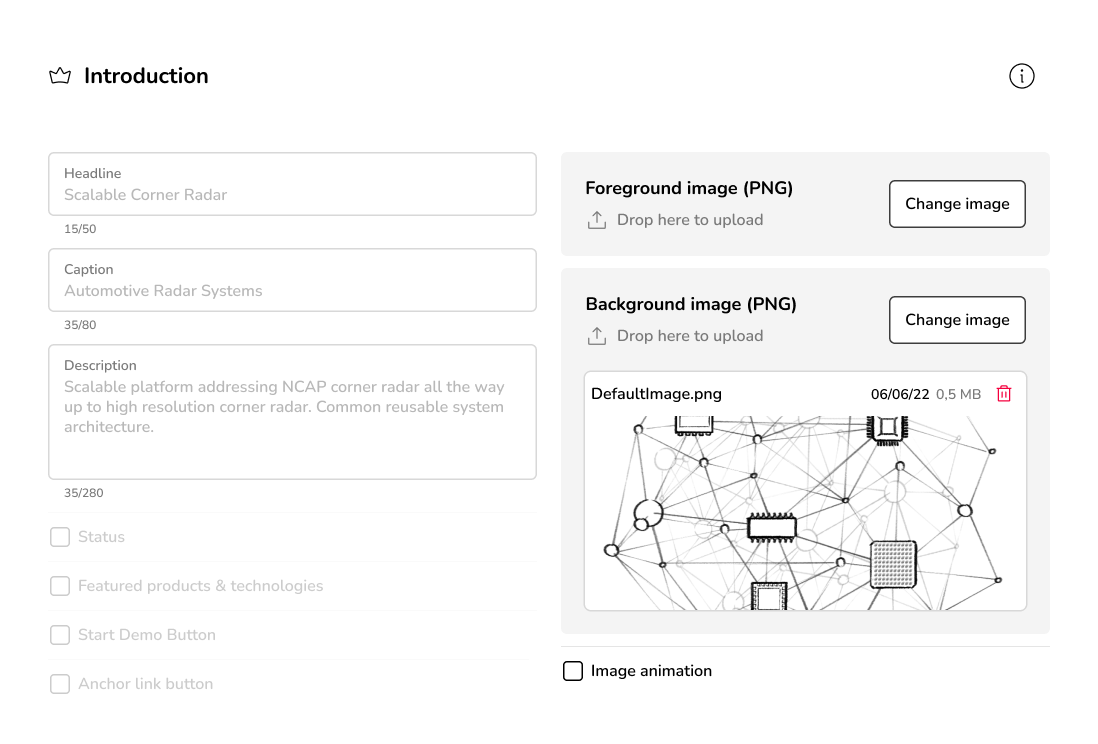 Introduction
Headline
Scalable Corner Radar
15/50
Caption
Automotive Radar Systems
35/80
Description
Scalable platform addressing NCAP corner radar all the way
up to high resolution corner radar. Common reusable system
architecture.
35/280
Status
Featured products & technologies
Start Demo Button
Anchor link button
Foreground image (PNG)
Drop here to upload
Change image
Background image (PNG)
Drop here to upload
Change image
DefaultImage.png 06/06/22 0,5 MB
Image animation